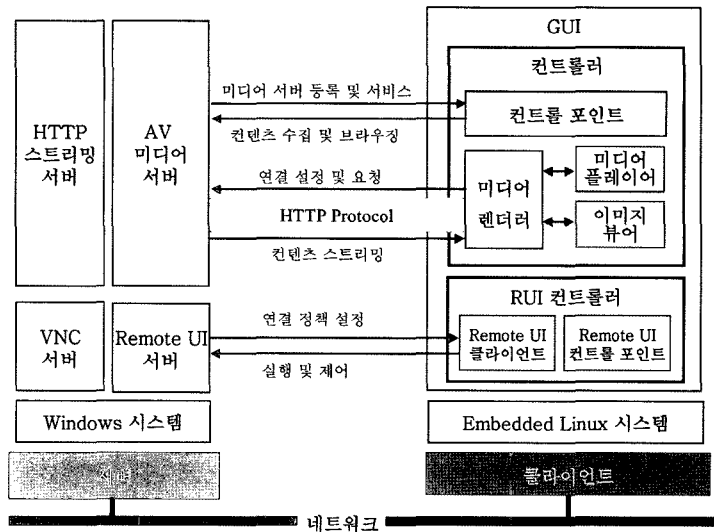 GUI
컨트롤러
미디어 서버 등록 및 서비스
컨트롤 포인트
컨텐츠 수집 및 브라우징
HTTP
스트리밍
서버
AV
미디어
서버
연결 설정 및 요청
미디어
렌더러
미디어
플레이어
이미지
뷰어
HTTP Protocol
컨텐츠 스트리밍
RUI 컨트롤러
VNC
서버
Remote UI
서버
연결 정책 설정
실행 및 제어
Remote UI
클라이언트
Remote UI
컨트롤 포인트
Windows 시스템
Embedded Linux 시스템
클라이언트
네트워크